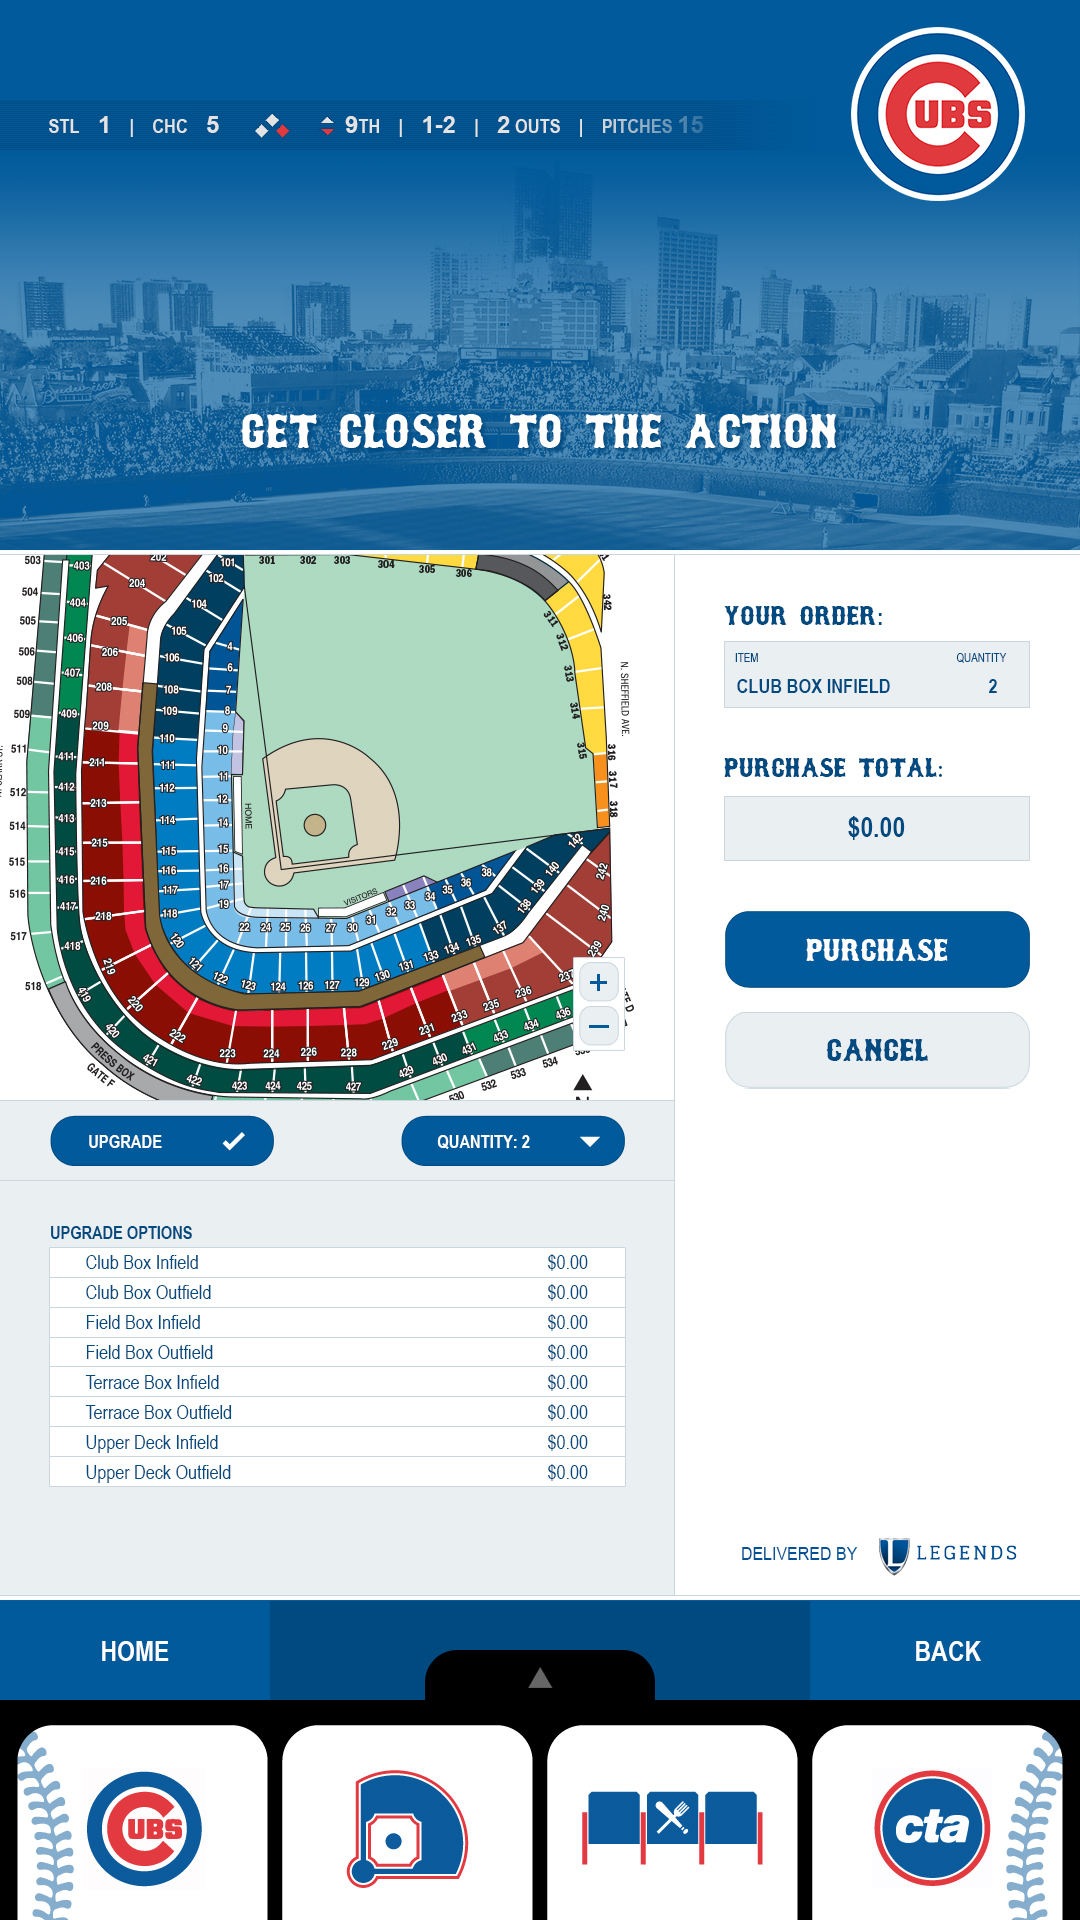 STL 1 | CHC 5 9TH | 1-2 | 2 OUTS | PITCHES 15
CUBS
GET CLOSER TO THE ACTION
503 403 202 101 301 302 303 304 305 306
504 404 204 102 104 342
505 205 105 4 311 312
506 406 206 106 6 313 N. SHEFFIELD AVE.
508 407 208 108 7 314
509 409 209 109 8 9 315 316
511 411 211 110 10 317
512 412 213 111 11 318
514 413 215 112 12 HOME
515 415 216 114 14
516 416 218 115 15
517 417 116 16
518 418 117 17
118 19
22 24 25 26 27 30 31 32 33 34 35 36 38
VISITORS
120 121 122 123 124 126 127 129 130 131 133 134 135 137 138 139 140 142
219 220 222 223 224 226 228 229 231 233 235 236 237 239 240 242
419 420 421 422 423 424 425 427 429 430 431 433 434 436
530 532 533 534
PRESS BOX
GATE F
+
−
YOUR ORDER:
ITEM QUANTITY
CLUB BOX INFIELD 2
PURCHASE TOTAL:
$0.00
PURCHASE
CANCEL
UPGRADE
QUANTITY: 2
UPGRADE OPTIONS
Club Box Infield $0.00
Club Box Outfield $0.00
Field Box Infield $0.00
Field Box Outfield $0.00
Terrace Box Infield $0.00
Terrace Box Outfield $0.00
Upper Deck Infield $0.00
Upper Deck Outfield $0.00
DELIVERED BY L LEGENDS
HOME
BACK
CUBS
cta